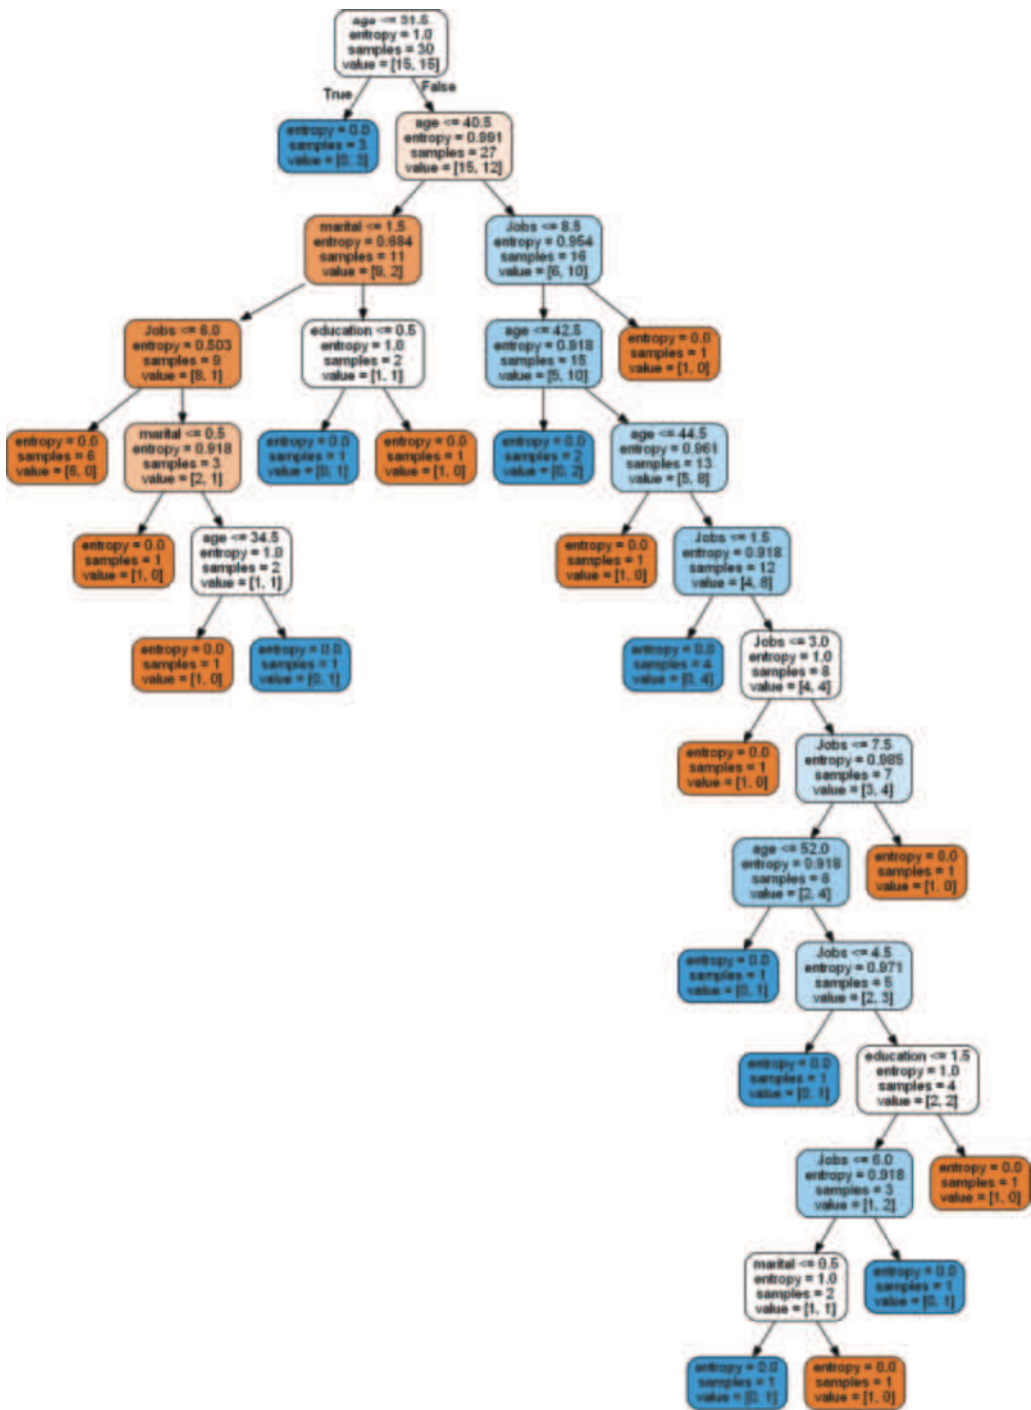 age <= 31.5
entropy = 1.0
samples = 30
value = [15, 15]
True
False
entropy = 0.0
samples = 3
value = [0, 3]
age <= 40.5
entropy = 0.991
samples = 27
value = [15, 12]
marital <= 1.5
entropy = 0.684
samples = 11
value = [9, 2]
Jobs <= 8.5
entropy = 0.954
samples = 16
value = [6, 10]
Jobs <= 6.0
entropy = 0.503
samples = 9
value = [8, 1]
education <= 0.5
entropy = 1.0
samples = 2
value = [1, 1]
age <= 42.5
entropy = 0.918
samples = 15
value = [5, 10]
entropy = 0.0
samples = 1
value = [1, 0]
entropy = 0.0
samples = 6
value = [6, 0]
marital <= 0.5
entropy = 0.918
samples = 3
value = [2, 1]
entropy = 0.0
samples = 1
value = [0, 1]
entropy = 0.0
samples = 1
value = [1, 0]
entropy = 0.0
samples = 2
value = [0, 2]
age <= 44.5
entropy = 0.961
samples = 13
value = [5, 8]
entropy = 0.0
samples = 1
value = [1, 0]
age <= 34.5
entropy = 1.0
samples = 2
value = [1, 1]
entropy = 0.0
samples = 1
value = [1, 0]
Jobs <= 1.5
entropy = 0.918
samples = 12
value = [4, 8]
entropy = 0.0
samples = 1
value = [1, 0]
entropy = 0.0
samples = 1
value = [0, 1]
entropy = 0.0
samples = 4
value = [0, 4]
Jobs <= 3.0
entropy = 1.0
samples = 8
value = [4, 4]
entropy = 0.0
samples = 1
value = [1, 0]
Jobs <= 7.5
entropy = 0.985
samples = 7
value = [3, 4]
age <= 52.0
entropy = 0.918
samples = 6
value = [2, 4]
entropy = 0.0
samples = 1
value = [1, 0]
entropy = 0.0
samples = 1
value = [0, 1]
Jobs <= 4.5
entropy = 0.971
samples = 5
value = [2, 3]
entropy = 0.0
samples = 1
value = [0, 1]
education <= 1.5
entropy = 1.0
samples = 4
value = [2, 2]
Jobs <= 6.0
entropy = 0.918
samples = 3
value = [1, 2]
entropy = 0.0
samples = 1
value = [1, 0]
marital <= 0.5
entropy = 1.0
samples = 2
value = [1, 1]
entropy = 0.0
samples = 1
value = [0, 1]
entropy = 0.0
samples = 1
value = [0, 1]
entropy = 0.0
samples = 1
value = [1, 0]